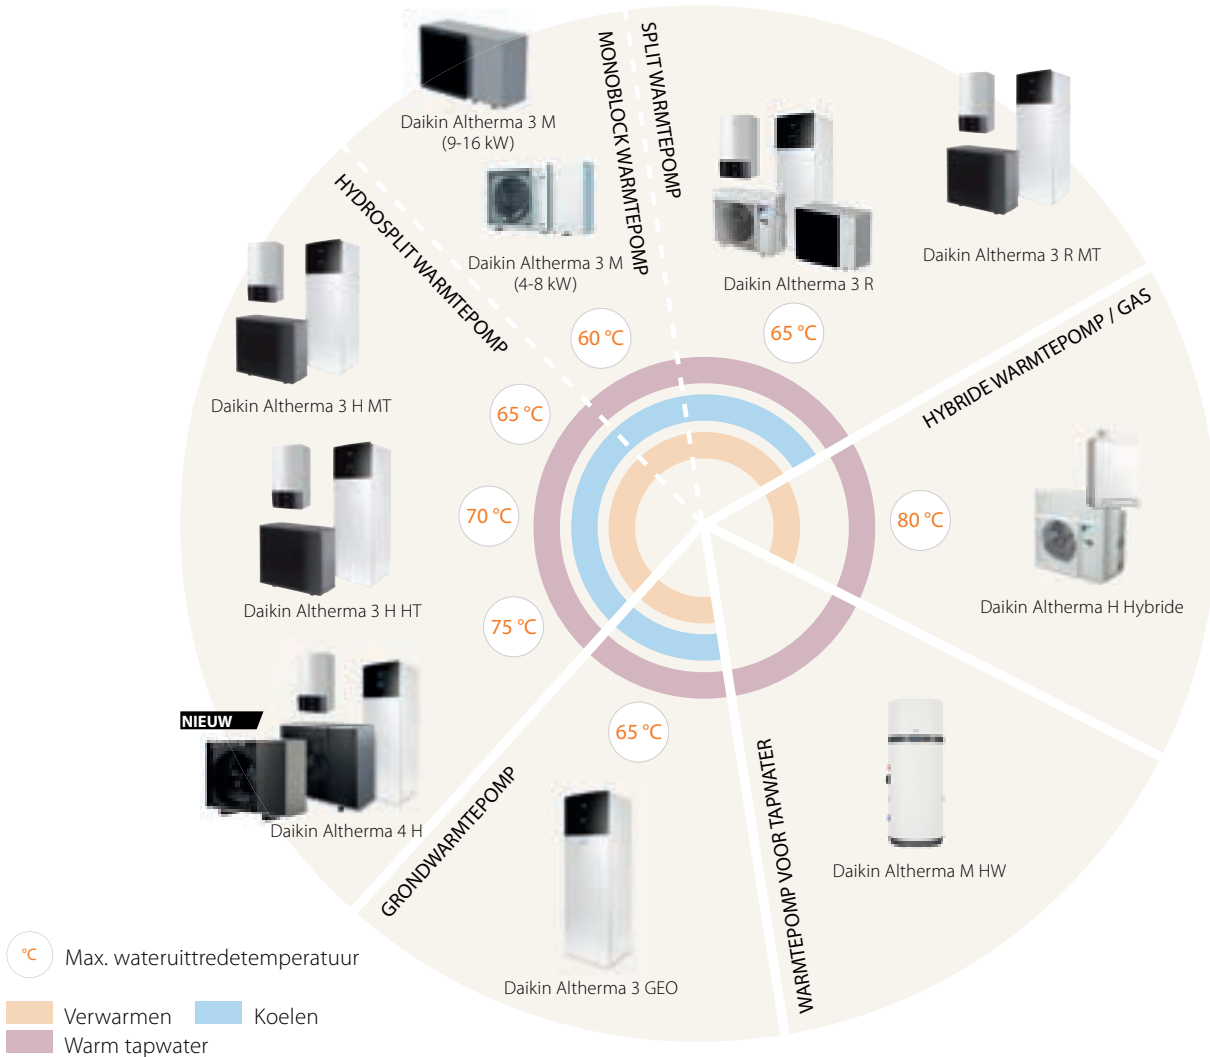 Daikin Altherma 3 M
(9-16 kW)
MONOBLOCK WARMTEPOMP
SPLIT WARMTEPOMP
HYDROSPLIT WARMTEPOMP
Daikin Altherma 3 M
(4-8 kW)
Daikin Altherma 3 R
Daikin Altherma 3 R MT
HYBRIDE WARMTEPOMP / GAS
60 °C
65 °C
Daikin Altherma 3 H MT
65 °C
70 °C
80 °C
Daikin Altherma 3 H HT
75 °C
Daikin Altherma H Hybride
NIEUW
65 °C
Daikin Altherma 4 H
GRONDWARMTEPOMP
WARMTEPOMP VOOR TAPWATER
Daikin Altherma M HW
Daikin Altherma 3 GEO
°C
Max. wateruittredetemperatuur
Verwarmen
Koelen
Warm tapwater